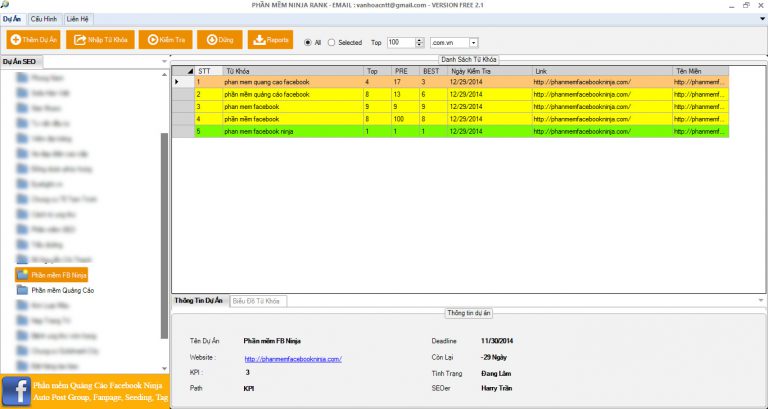 PHẦN MỀM NINJA RANK - EMAIL : vanhoacntt@gmail.com - VERSION FREE 2.1
Dự Án Cấu Hình Liên Hệ
Thêm Dự Án Nhập Từ Khóa Kiểm Tra Dừng Reports All Selected Top 100 .com.vn
Dự Án SEO
Danh Sách Từ Khóa
STT Từ Khóa Top PRE BEST Ngày Kiểm Tra Link Tên Miền
1 phan mem quang cao facebook 4 17 3 12/29/2014 http://phanmemfacebookninja.com/ http://phanmemf...
2 phần mềm quảng cáo facebook 8 13 6 12/29/2014 http://phanmemfacebookninja.com/ http://phanmemf...
3 phan mem facebook 9 9 9 12/29/2014 http://phanmemfacebookninja.com/ http://phanmemf...
4 phần mềm facebook 8 100 8 12/29/2014 http://phanmemfacebookninja.com/ http://phanmemf...
5 phan mem facebook ninja 1 1 1 12/29/2014 http://phanmemfacebookninja.com/ http://phanmemf...
Phần mềm FB Ninja
Phần mềm Quảng Cáo
Thông Tin Dự Án Biểu Đồ Từ Khóa
Thông tin dự án
Tên Dự Án Phần mềm FB Ninja Deadline 11/30/2014
Website : http://phanmemfacebookninja.com/ Còn Lại -29 Ngày
KPI : 3 Tình Trạng Đang Làm
Path KPI SEOer Harry Trần
Phần mềm Quảng Cáo Facebook Ninja
Auto Post Group, Fanpage, Seeding, Tag